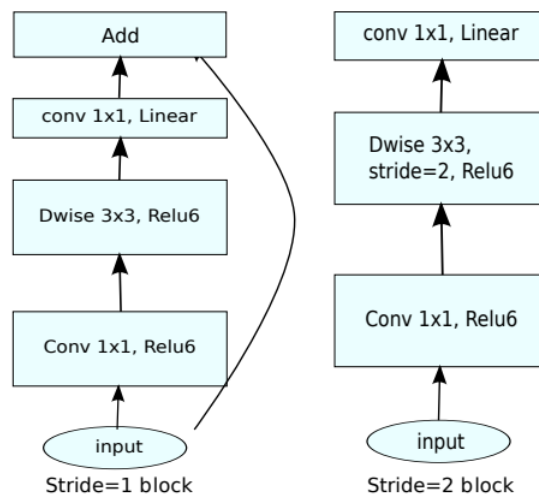 Add
conv 1x1, Linear
Dwise 3x3, Relu6
Conv 1x1, Relu6
input
Stride=1 block
conv 1x1, Linear
Dwise 3x3,
stride=2, Relu6
Conv 1x1, Relu6
input
Stride=2 block